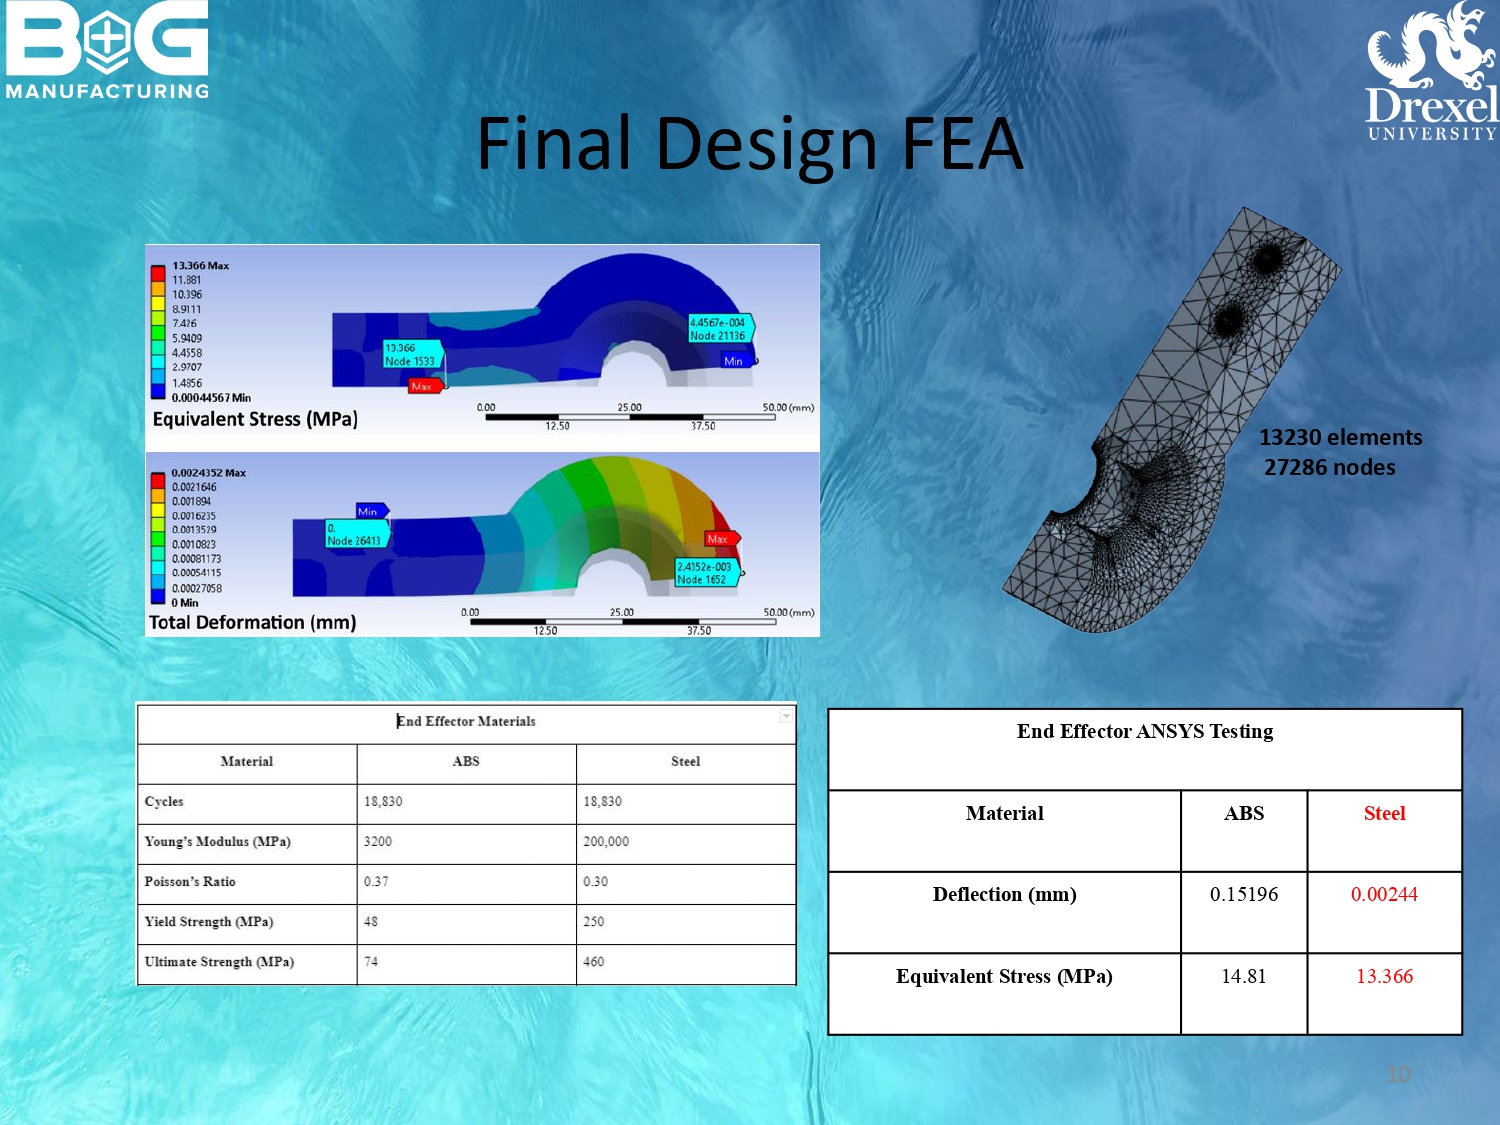 B G
MANUFACTURING
Drexel
UNIVERSITY
Final Design FEA
13.366 Max
11.881
10.396
8.9111
7.426
5.9409
4.4558
2.9707
1.4856
0.00044567 Min
Equivalent Stress (MPa)
13.366
Node 1533
Max
4.4567e-004
Node 21136
Min
0.00 25.00 50.00 (mm)
12.50 37.50
0.0024352 Max
0.0021646
0.001894
0.0016235
0.0013529
0.0010823
0.00081173
0.00054115
0.00027058
0 Min
Total Deformation (mm)
Min
0.
Node 26413
Max
2.4352e-003
Node 1652
0.00 25.00 50.00 (mm)
12.50 37.50
13230 elements
27286 nodes
End Effector Materials
Material ABS Steel
Cycles 18,830 18,830
Young's Modulus (MPa) 3200 200,000
Poisson's Ratio 0.37 0.30
Yield Strength (MPa) 48 250
Ultimate Strength (MPa) 74 460
End Effector ANSYS Testing
Material ABS Steel
Deflection (mm) 0.15196 0.00244
Equivalent Stress (MPa) 14.81 13.366
10